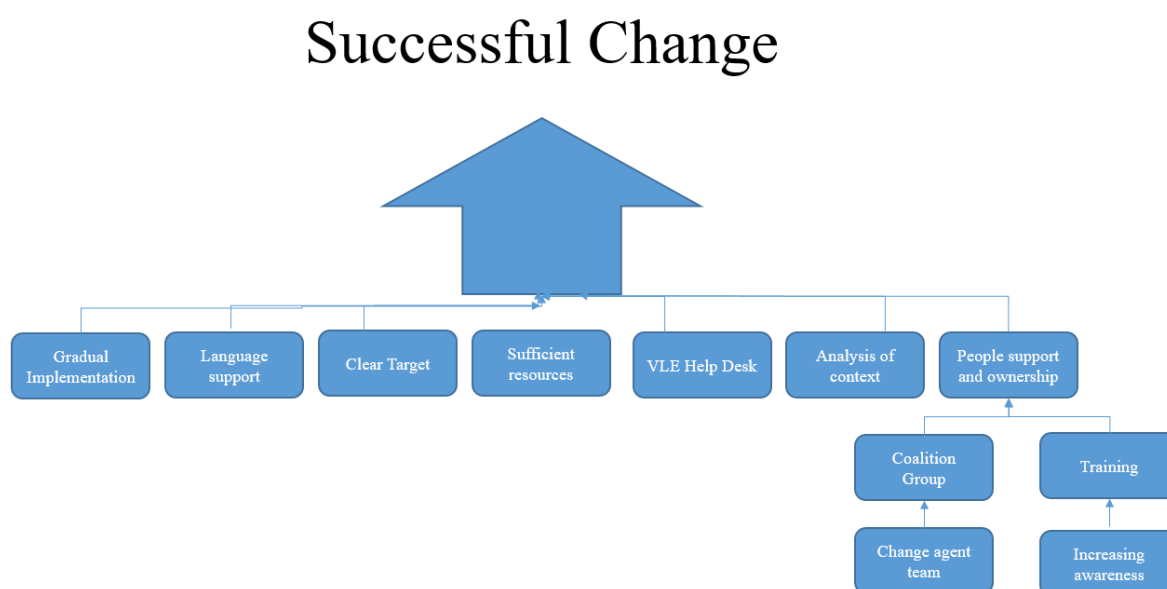 Successful Change
Gradual
Implementation
Language
support
Clear Target
Sufficient
resources
VLE Help Desk
Analysis of
context
People support
and ownership
Coalition
Group
Training
Change agent
team
Increasing
awareness